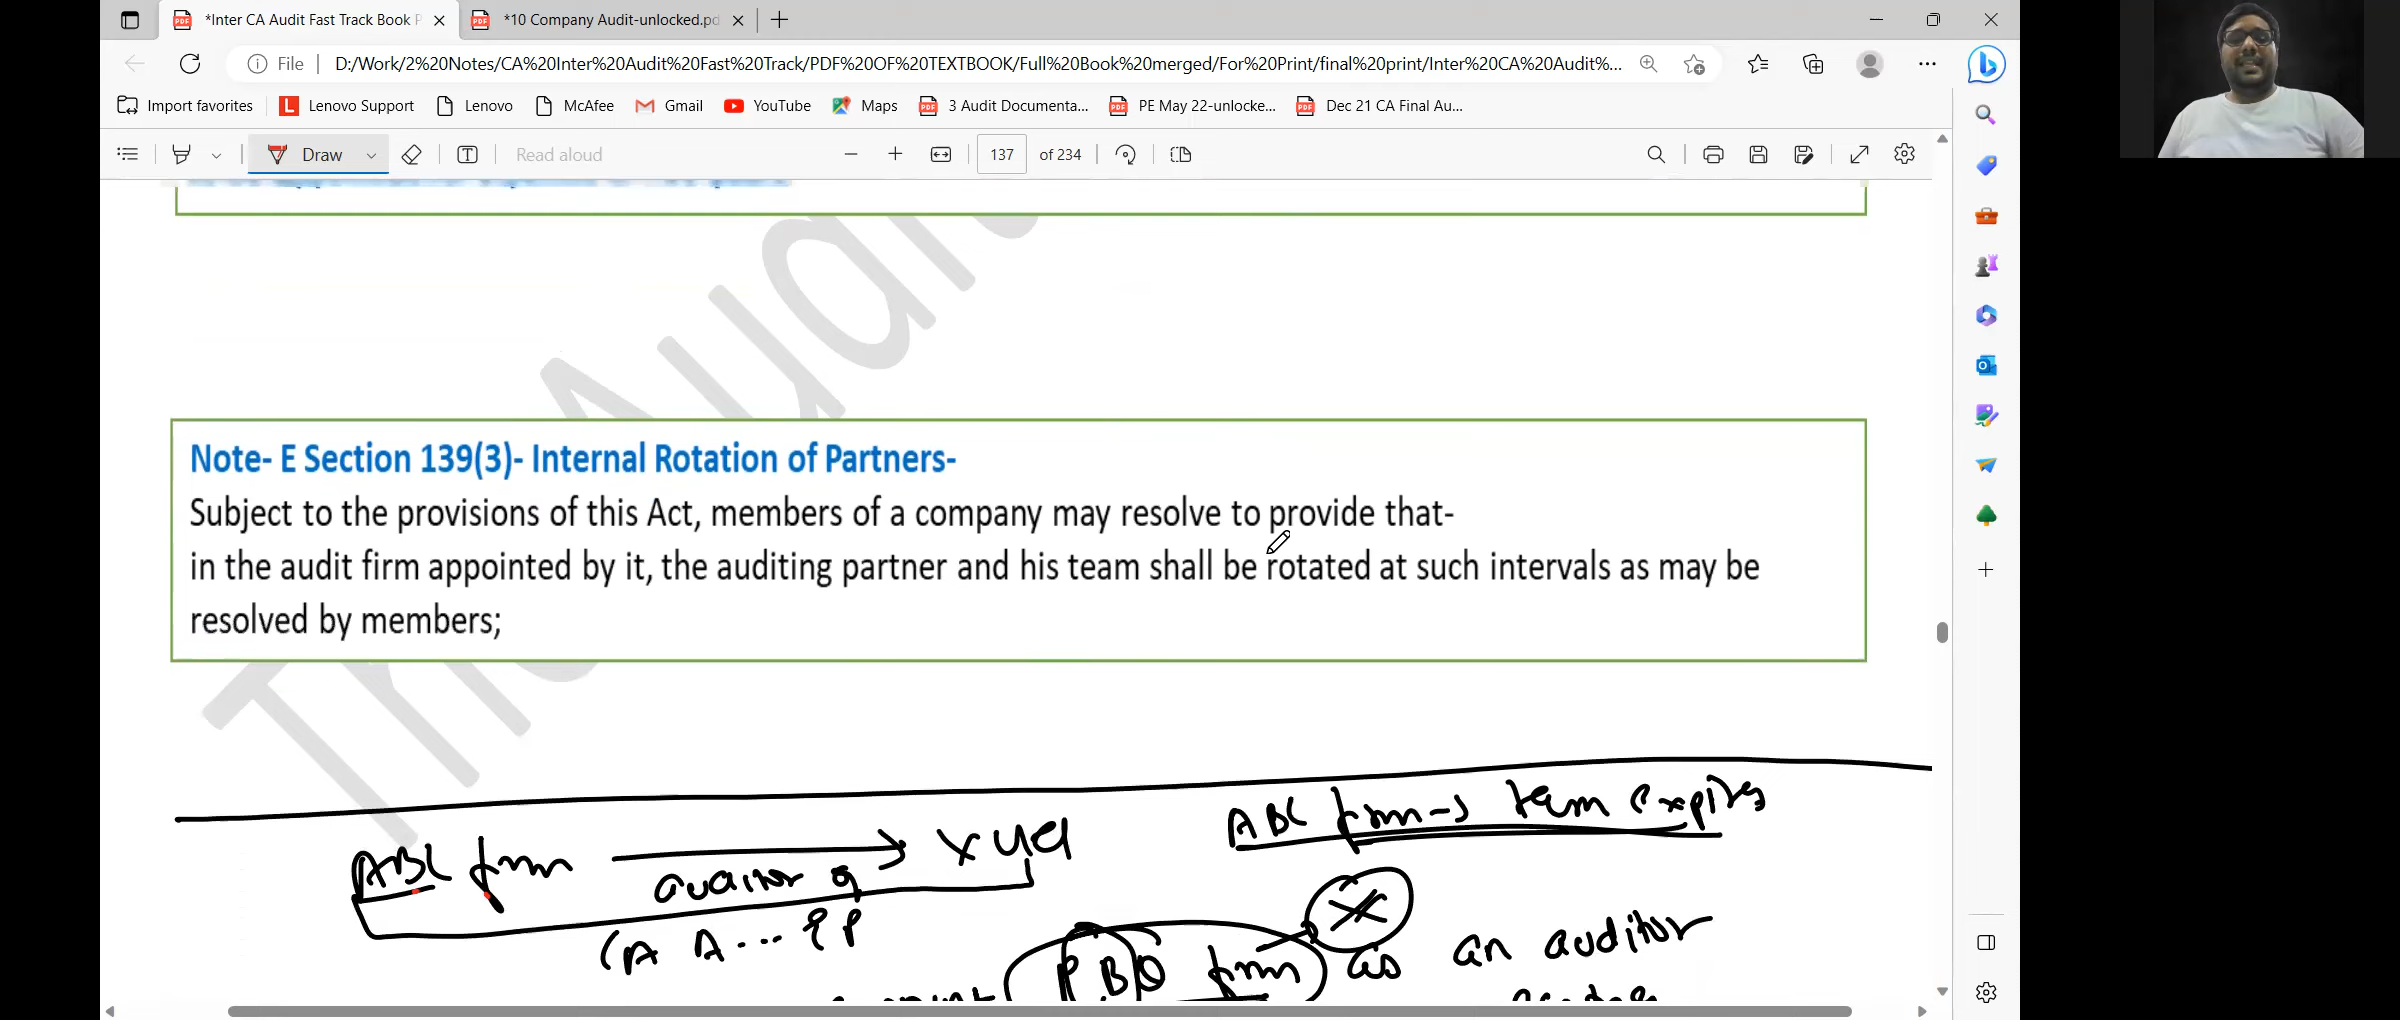 *Inter CA Audit Fast Track Book P
*10 Company Audit-unlocked.pd
File
D:/Work/2%20Notes/CA%20Inter%20Audit%20Fast%20Track/PDF%20OF%20TEXTBOOK/Full%20Book%20merged/For%20Print/final%20print/Inter%20CA%20Audit%...
Import favorites
Lenovo Support
Lenovo
McAfee
Gmail
YouTube
Maps
3 Audit Documenta...
PE May 22-unlocke...
Dec 21 CA Final Au...
Draw
Read aloud
137
of 234
Note- E Section 139(3)- Internal Rotation of Partners-
Subject to the provisions of this Act, members of a company may resolve to provide that-
in the audit firm appointed by it, the auditing partner and his team shall be rotated at such intervals as may be
resolved by members;
ABC firm → term expires
ABC firm → xyz
auditor of
(A A...
firm as an auditor